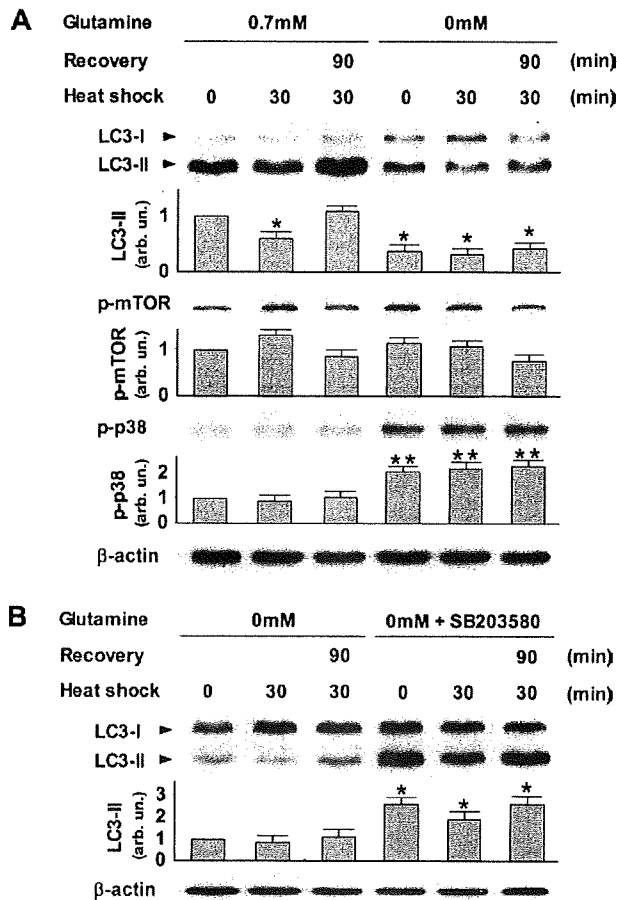 A
Glutamine 0.7mM 0mM
Recovery 90 90 (min)
Heat shock 0 30 30 0 30 30 (min)
LC3-I
LC3-II
LC3-II (arb. un.) 1 0 * * * *
p-mTOR
p-mTOR (arb. un.) 1 0
p-p38
p-p38 (arb. un.) 2 1 0 ** ** **
β-actin
B
Glutamine 0mM 0mM + SB203580
Recovery 90 90 (min)
Heat shock 0 30 30 0 30 30 (min)
LC3-I
LC3-II
LC3-II (arb. un.) 3 2 1 0 * * *
β-actin